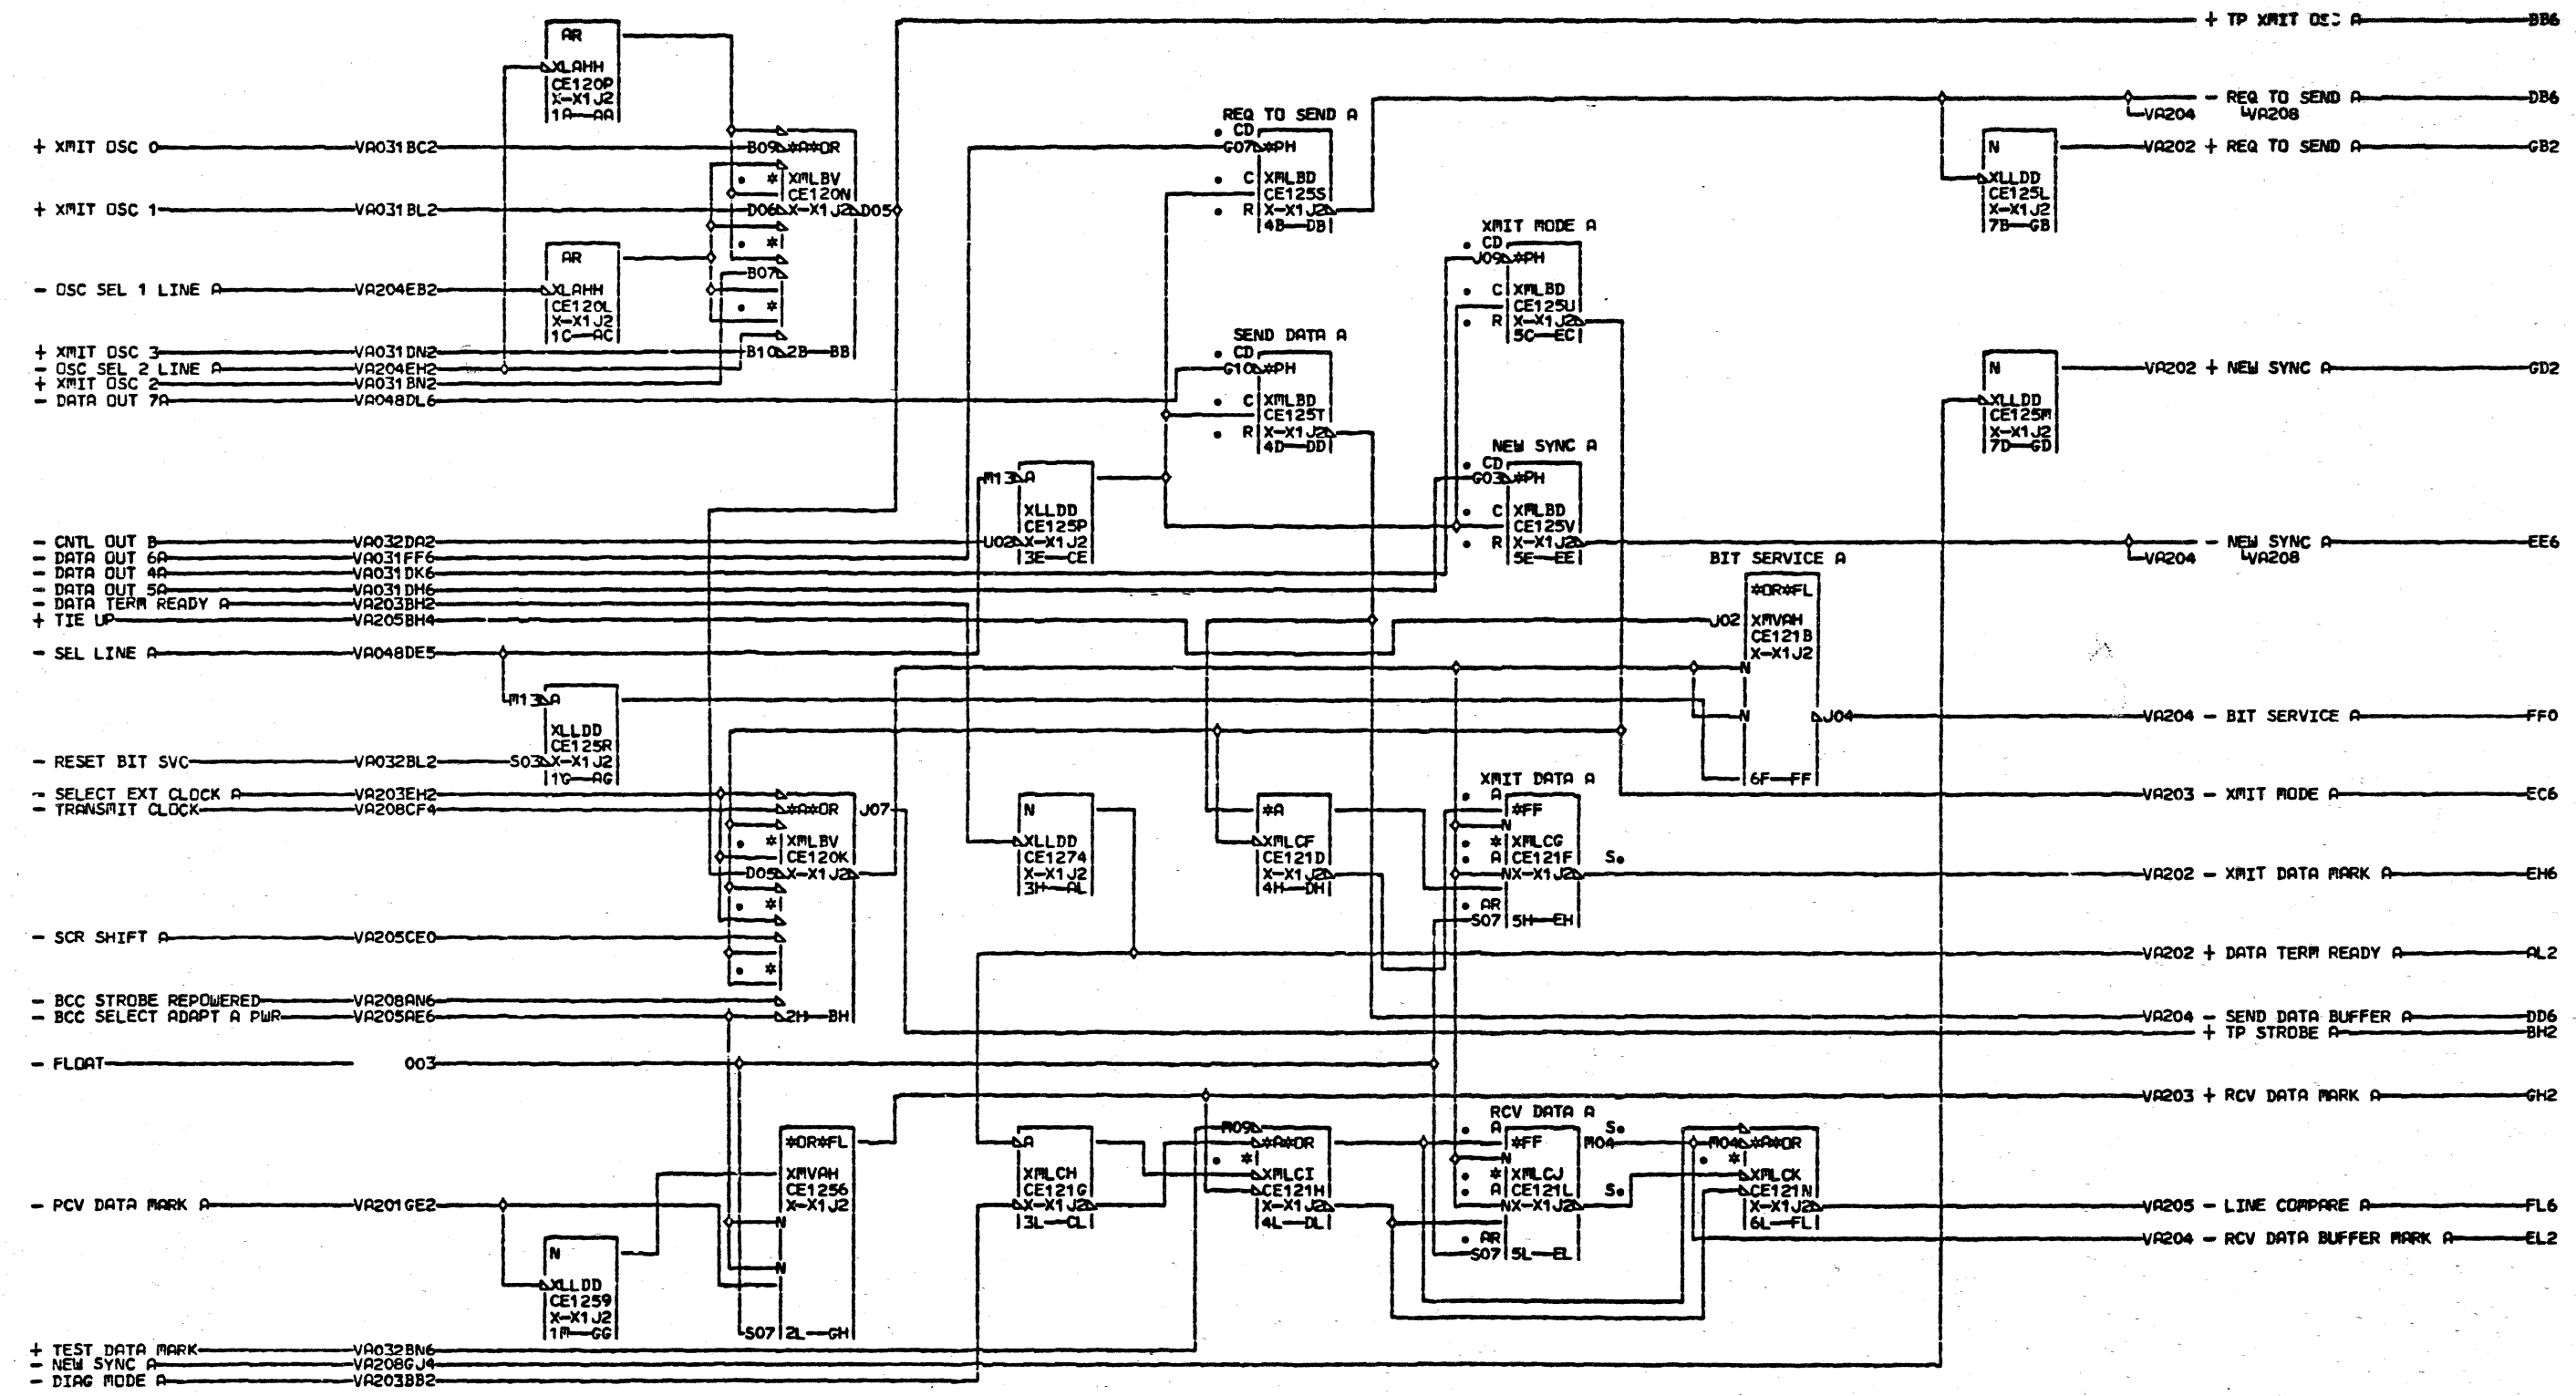 + TP XMIT OSC A BB6
AR
XLAHH
CE120P
X-X1J2
1A—AA
- REQ TO SEND A DB6
VA204 VA208
REQ TO SEND A
CD
G07 *PH
C XMLBD
CE125S
R X-X1J2
4B—DB
N
XLLDD
CE125L
X-X1J2
7B—GB
VA202 + REQ TO SEND A GB2
+ XMIT OSC 0 VA031BC2
B09 *A*OR
* XMLBV
CE120N
+ XMIT OSC 1 VA031BL2
D06 X-X1J2 D05
*
B07
*
B10 2B—BB
AR
XLAHH
CE120L
X-X1J2
1C—AC
- OSC SEL 1 LINE A VA204EB2
+ XMIT OSC 3 VA031DN2
- OSC SEL 2 LINE A VA204EH2
+ XMIT OSC 2 VA031BN2
- DATA OUT 7A VA048DL6
XMIT MODE A
CD
J09 *PH
C XMLBD
CE125U
R X-X1J2
5C—EC
SEND DATA A
CD
G10 *PH
C XMLBD
CE125T
R X-X1J2
4D—DD
N
XLLDD
CE125M
X-X1J2
7D—GD
VA202 + NEW SYNC A GD2
NEW SYNC A
CD
G03 *PH
C XMLBD
CE125V
R X-X1J2
5E—EE
M13 A
XLLDD
CE125P
U02 X-X1J2
3E—CE
- CNTL OUT B VA032DA2
- DATA OUT 6A VA031FF6
- DATA OUT 4A VA031DK6
- DATA OUT 5A VA031DH6
- DATA TERM READY A VA203BH2
+ TIE UP VA205BH4
- SEL LINE A VA048DE5
- NEW SYNC A EE6
VA204 VA208
BIT SERVICE A
*OR*FL
J02 XMVAH
CE121B
X-X1J2
N
N J04
6F—FF
VA204 - BIT SERVICE A FF0
M13 A
XLLDD
CE125R
S03 X-X1J2
1G—AG
- RESET BIT SVC VA032BL2
- SELECT EXT CLOCK A VA203EH2
- TRANSMIT CLOCK VA208CF4
*A*OR J07
* XMLBV
CE120K
D05 X-X1J2
*
*
2H—BH
N
XLLDD
CE1274
X-X1J2
3H—AL
*A
XMLCF
CE121D
X-X1J2
4H—DH
XMIT DATA A
A
*FF
N
* XMLCG
A CE121F S
N X-X1J2
AR
S07 5H—EH
VA203 - XMIT MODE A EC6
VA202 - XMIT DATA MARK A EH6
- SCR SHIFT A VA205CE0
VA202 + DATA TERM READY A AL2
- BCC STROBE REPOWERED VA208AN6
- BCC SELECT ADAPT A PWR VA205AE6
VA204 - SEND DATA BUFFER A DD6
+ TP STROBE A BH2
- FLOAT 003
VA203 + RCV DATA MARK A GH2
*OR*FL
XMVAH
CE1256
X-X1J2
N
N
S07 2L—GH
A
XMLCH
CE121G
X-X1J2
3L—CL
M09
*A*OR
*
XMLCI
CE121H
X-X1J2
4L—DL
RCV DATA A
A S
*FF M04
N
* XMLCJ
A CE121L S
N X-X1J2
AR
S07 5L—EL
M04 *A*OR
*
XMLCK
CE121N
X-X1J2
6L—FL
- PCV DATA MARK A VA201GE2
VA205 - LINE COMPARE A FL6
VA204 - RCV DATA BUFFER MARK A EL2
N
XLLDD
CE1259
X-X1J2
1M—GG
+ TEST DATA MARK VA032BN6
- NEW SYNC A VA208GJ4
- DIAG MODE A VA203BB2